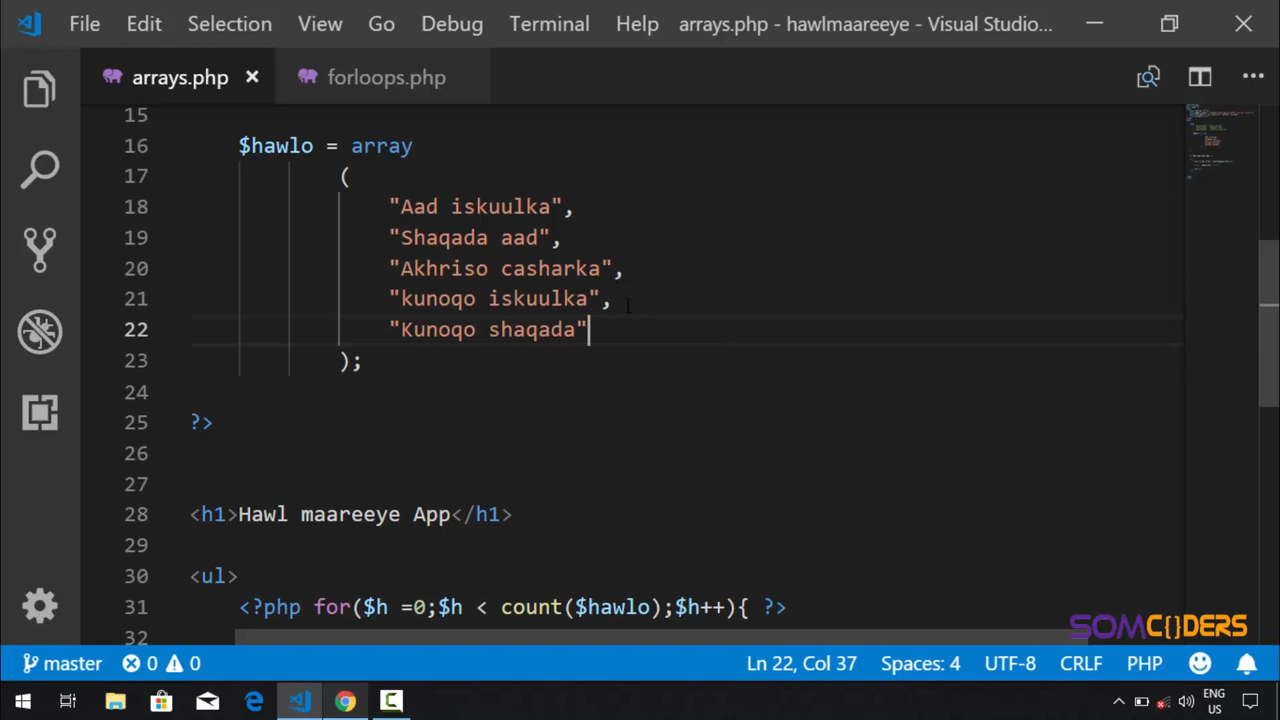 File Edit Selection View Go Debug Terminal Help arrays.php - hawlmaareeye - Visual Studio...
arrays.php forloops.php
15
16 $hawlo = array
17 (
18 "Aad iskuulka",
19 "Shaqada aad",
20 "Akhriso casharka",
21 "kunoqo iskuulka",
22 "Kunoqo shaqada"
23 );
24
25 ?>
26
27
28 <h1>Hawl maareeye App</h1>
29
30 <ul>
31 <?php for($h =0;$h < count($hawlo);$h++){ ?>
32
SOMC{}DERS
master 0 0 Ln 22, Col 37 Spaces: 4 UTF-8 CRLF PHP
ENG
US